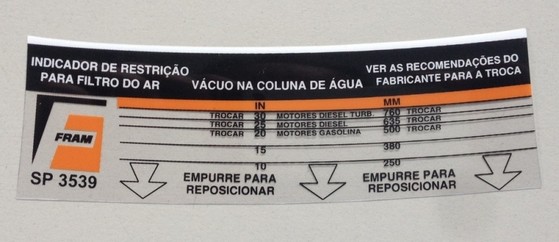 INDICADOR DE RESTRIÇÃO
PARA FILTRO DO AR
VÁCUO NA COLUNA DE ÁGUA
VER AS RECOMENDAÇÕES DO
FABRICANTE PARA A TROCA
IN MM
TROCAR 30 MOTORES DIESEL TURB. 760 TROCAR
TROCAR 25 MOTORES DIESEL 635 TROCAR
TROCAR 20 MOTORES GASOLINA 500 TROCAR
15 380
10 250
FRAM
SP 3539
EMPURRE PARA
REPOSICIONAR
EMPURRE PARA
REPOSICIONAR